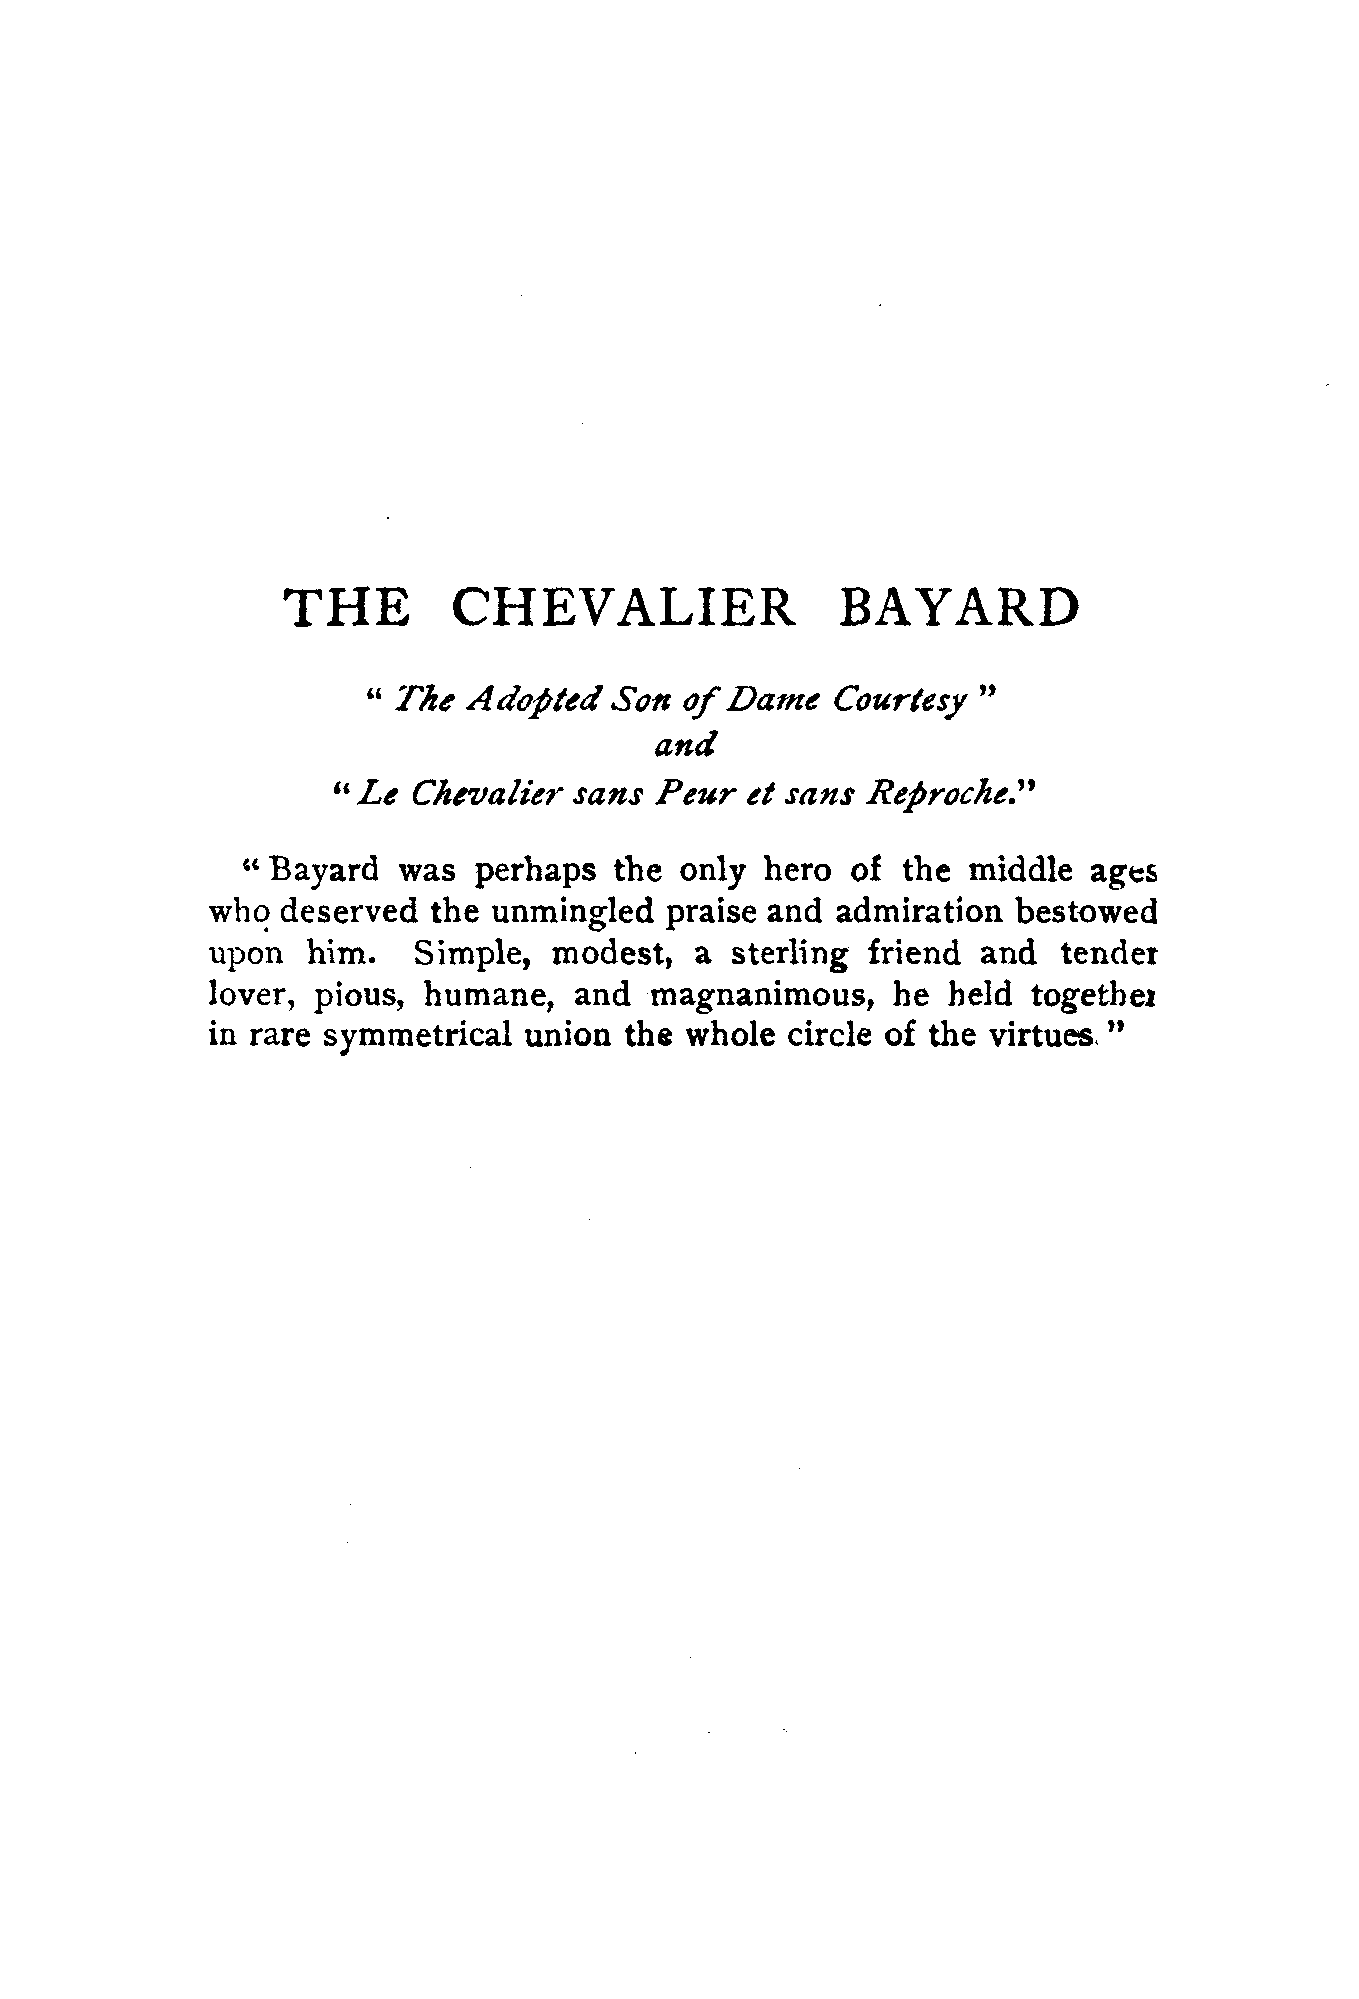 THE CHEVALIER BAYARD
" The Adopted Son of Dame Courtesy "
and
" Le Chevalier sans Peur et sans Reproche."
" Bayard was perhaps the only hero of the middle ages
who deserved the unmingled praise and admiration bestowed
upon him. Simple, modest, a sterling friend and tender
lover, pious, humane, and magnanimous, he held together
in rare symmetrical union the whole circle of the virtues. "